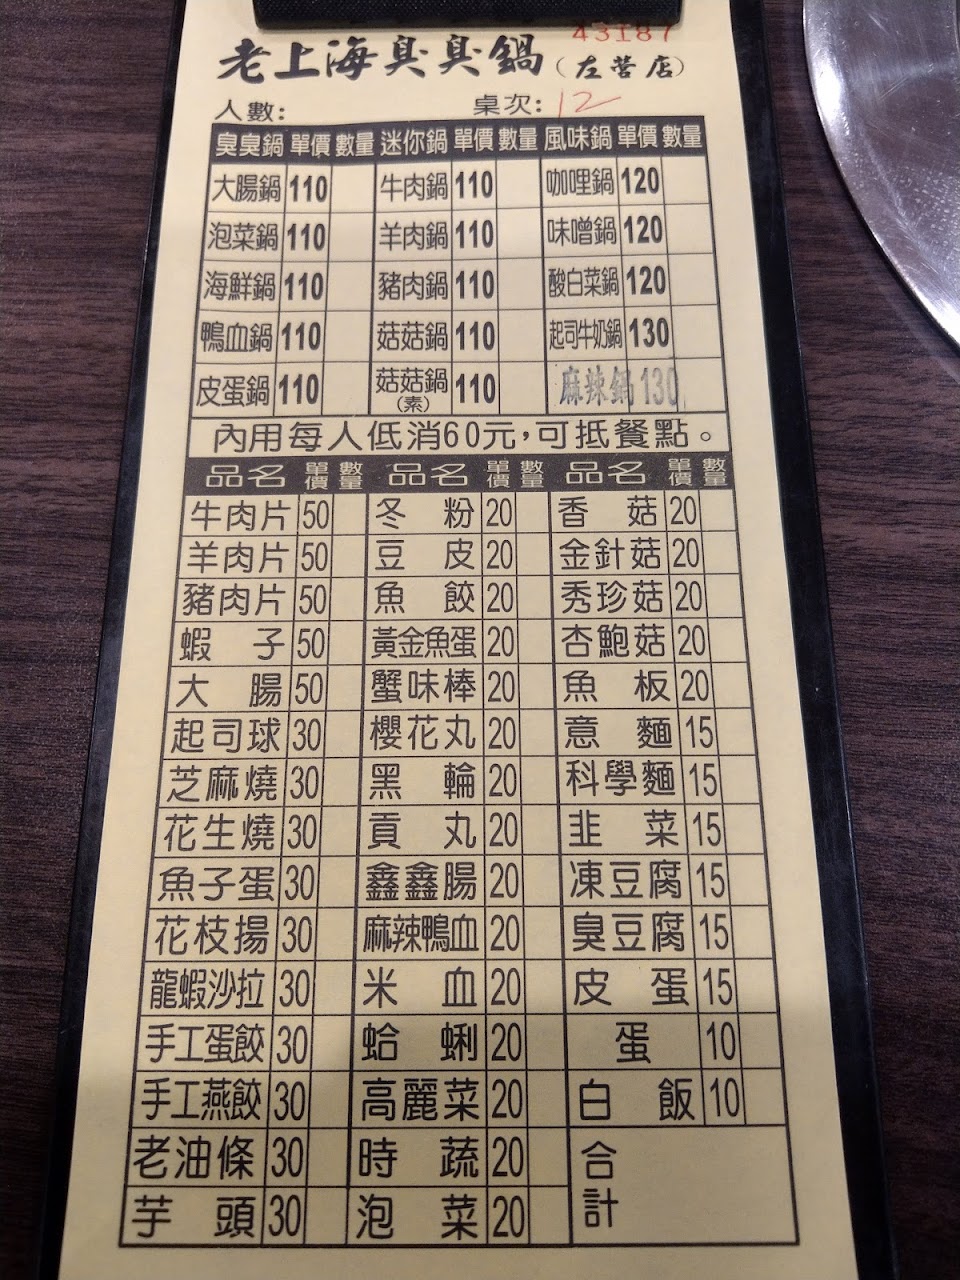 43187
老上海臭臭鍋(左營店)
人數: 桌次: 12
臭臭鍋 單價 數量 迷你鍋 單價 數量 風味鍋 單價 數量
大腸鍋 110 牛肉鍋 110 咖哩鍋 120
泡菜鍋 110 羊肉鍋 110 味噌鍋 120
海鮮鍋 110 豬肉鍋 110 酸白菜鍋 120
鴨血鍋 110 菇菇鍋 110 起司牛奶鍋 130
皮蛋鍋 110 菇菇鍋(素) 110 麻辣鍋 130
內用每人低消60元,可抵餐點。
品名 單價 數量 品名 單價 數量 品名 單價 數量
牛肉片 50 冬粉 20 香菇 20
羊肉片 50 豆皮 20 金針菇 20
豬肉片 50 魚餃 20 秀珍菇 20
蝦子 50 黃金魚蛋 20 杏鮑菇 20
大腸 50 蟹味棒 20 魚板 20
起司球 30 櫻花丸 20 意麵 15
芝麻燒 30 黑輪 20 科學麵 15
花生燒 30 貢丸 20 韭菜 15
魚子蛋 30 鑫鑫腸 20 凍豆腐 15
花枝揚 30 麻辣鴨血 20 臭豆腐 15
龍蝦沙拉 30 米血 20 皮蛋 15
手工蛋餃 30 蛤蜊 20 蛋 10
手工燕餃 30 高麗菜 20 白飯 10
老油條 30 時蔬 20 合計
芋頭 30 泡菜 20